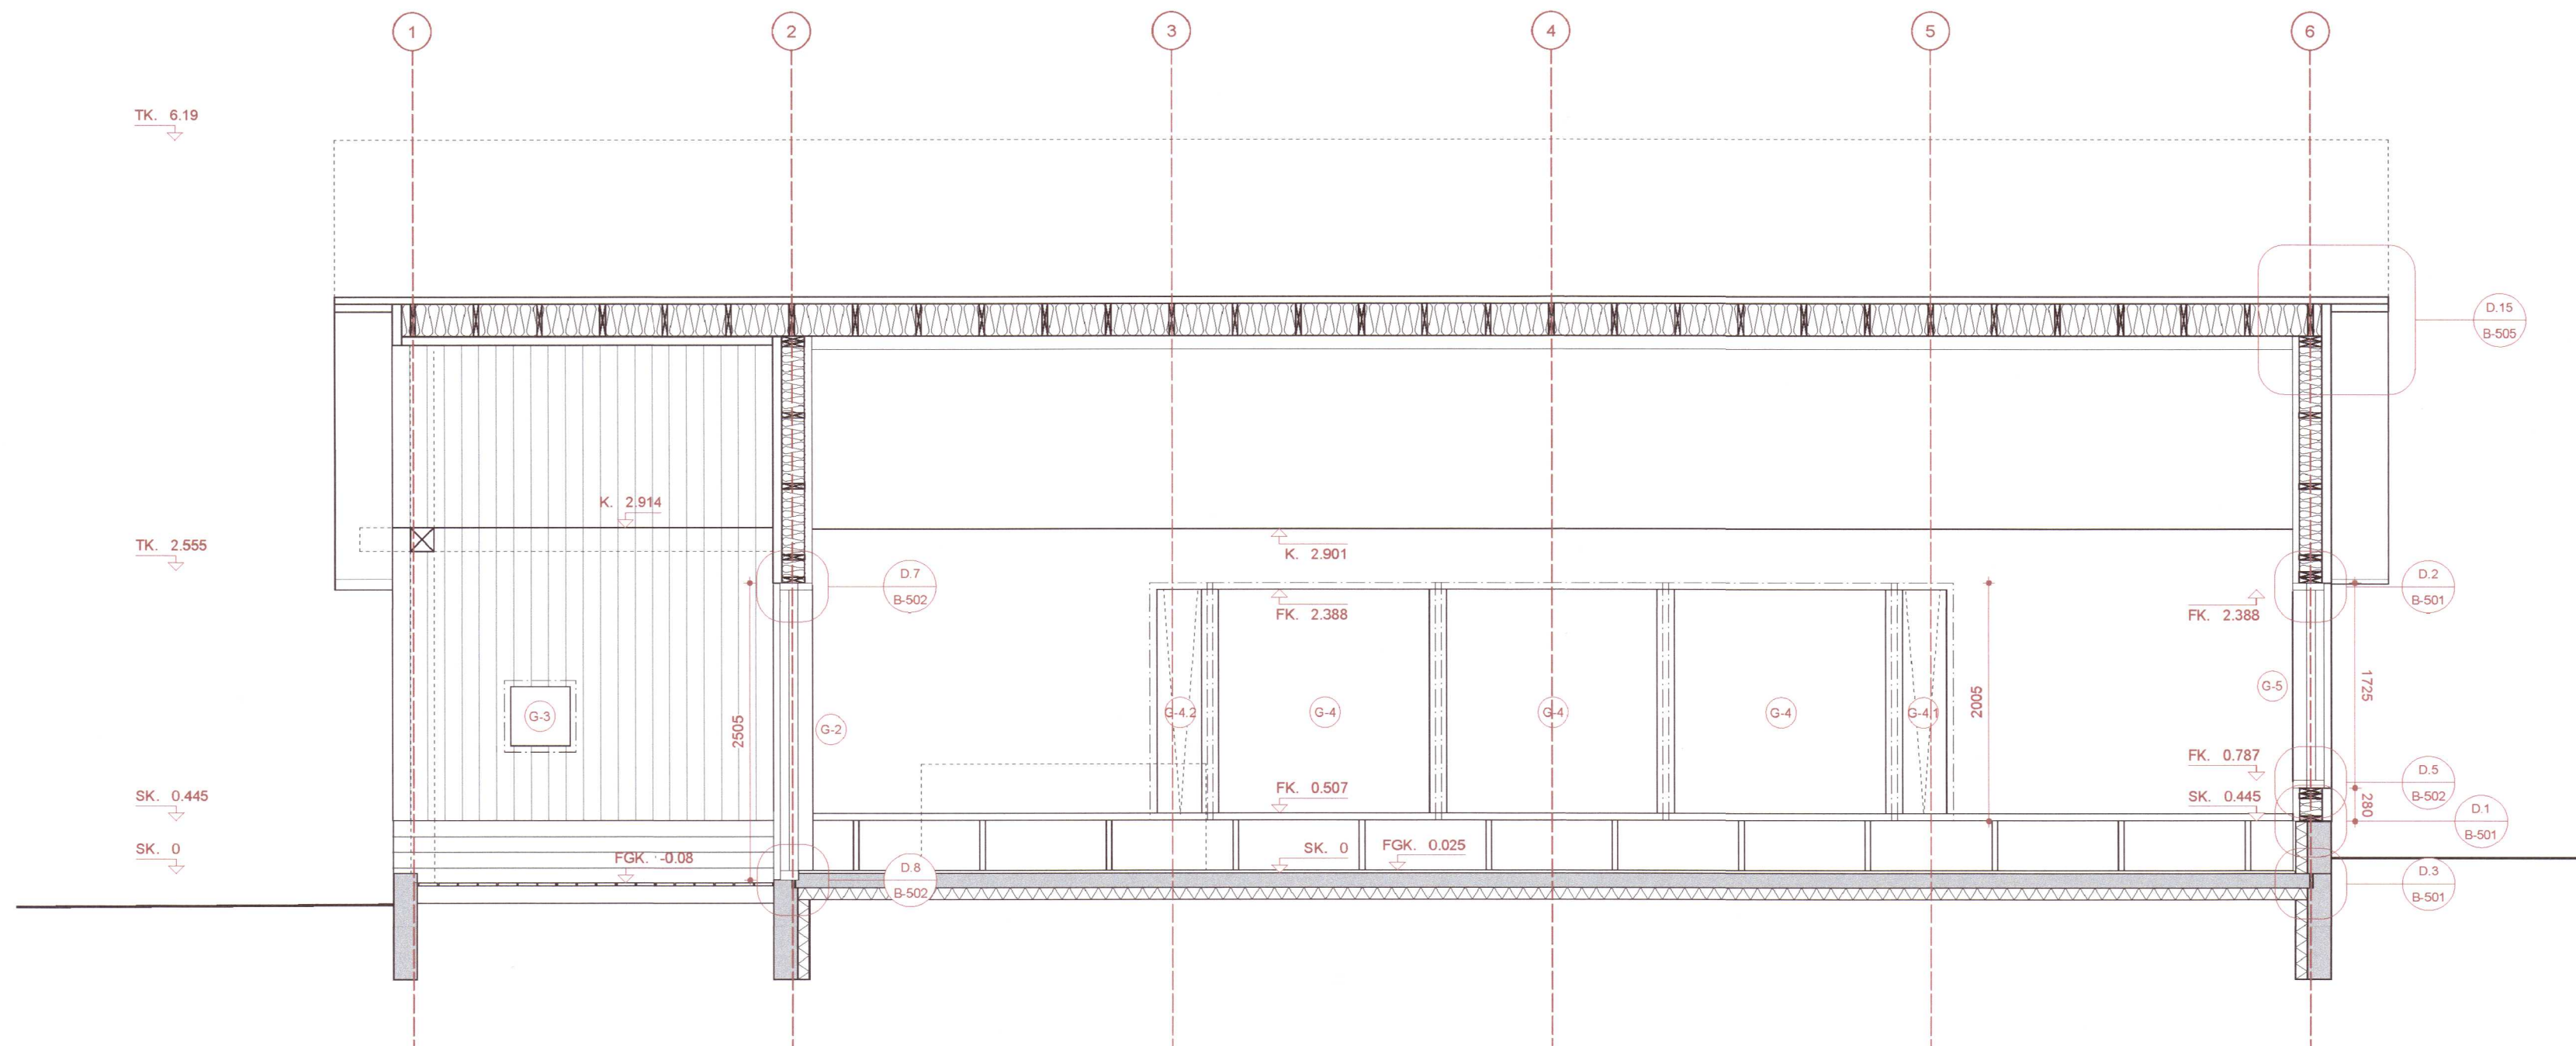 1
2
3
4
5
6
TK. 6.19
D.15
B-505
K. 2.914
TK. 2.555
K. 2.901
D.7
B-502
D.2
B-501
FK. 2.388
FK. 2.388
G-3
2505
G-2
G-4.2
G-4
G-4
G-4
G-4.1
2005
G-5
1725
FK. 0.787
D.5
B-502
SK. 0.445
FK. 0.507
SK. 0.445
280
D.1
B-501
SK. 0
FGK. -0.08
SK. 0
FGK. 0.025
D.8
B-502
D.3
B-501